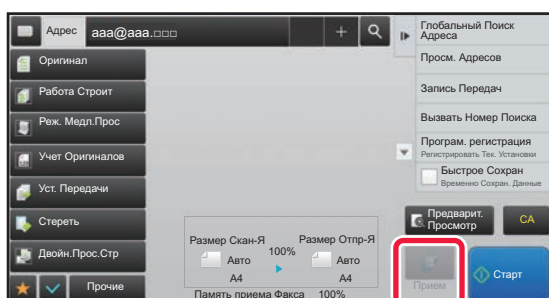 Адрес aaa@aaa.□□□ +
Оригинал
Работа Строит
Реж. Медл.Прос
Учет Оригиналов
Уст. Передачи
Стереть
Двойн.Прос.Стр
Прочие
Размер Скан-Я
100%
Размер Отпр-Я
Авто
A4
Авто
A4
Память приема Факса 100%
Глобальный Поиск
Адреса
Просм. Адресов
Запись Передач
Вызвать Номер Поиска
Програм. регистрация
Регистрировать Тек. Установки
Быстрое Сохран
Временно Сохран. Данные
Предварит.
Просмотр
CA
Прием
Старт